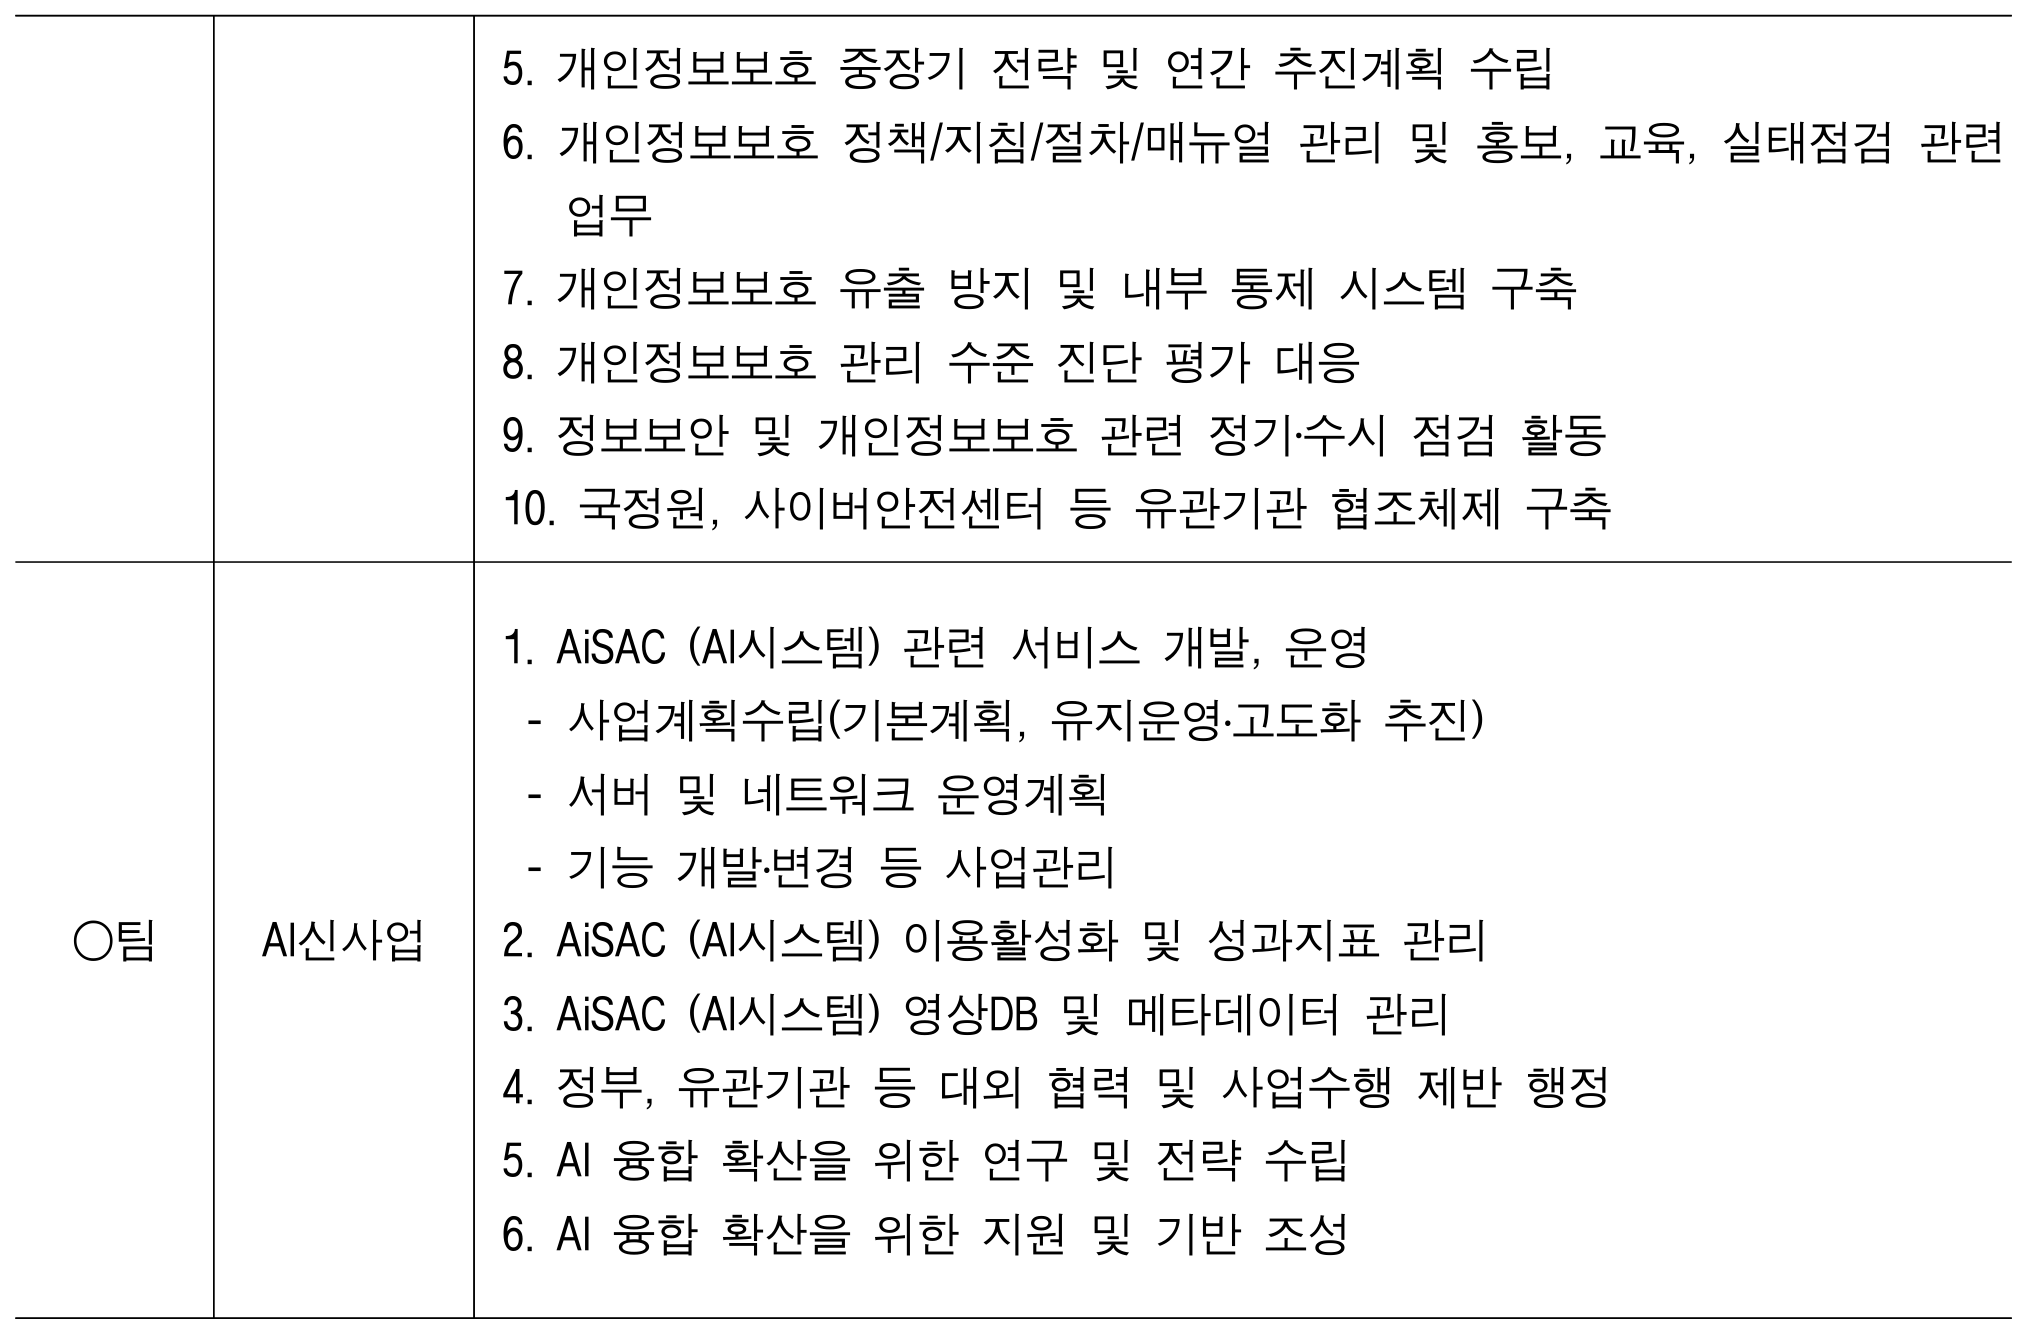 5. 개인정보보호 중장기 전략 및 연간 추진계획 수립
6. 개인정보보호 정책/지침/절차/매뉴얼 관리 및 홍보, 교육, 실태점검 관련
업무
7. 개인정보보호 유출 방지 및 내부 통제 시스템 구축
8. 개인정보보호 관리 수준 진단 평가 대응
9. 정보보안 및 개인정보보호 관련 정기·수시 점검 활동
10. 국정원, 사이버안전센터 등 유관기관 협조체제 구축
○팀
AI신사업
1. AiSAC (AI시스템) 관련 서비스 개발, 운영
- 사업계획수립(기본계획, 유지운영·고도화 추진)
- 서버 및 네트워크 운영계획
- 기능 개발·변경 등 사업관리
2. AiSAC (AI시스템) 이용활성화 및 성과지표 관리
3. AiSAC (AI시스템) 영상DB 및 메타데이터 관리
4. 정부, 유관기관 등 대외 협력 및 사업수행 제반 행정
5. AI 융합 확산을 위한 연구 및 전략 수립
6. AI 융합 확산을 위한 지원 및 기반 조성